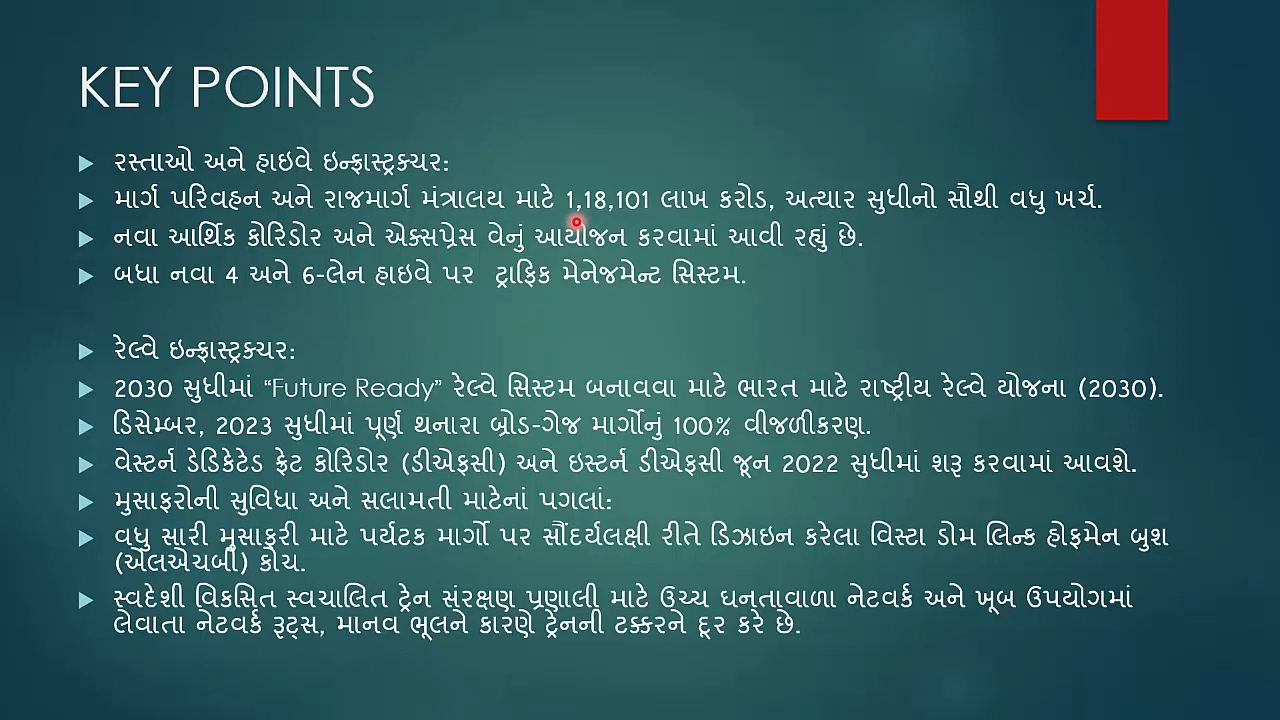 KEY POINTS
રસ્તાઓ અને હાઇવે ઇન્ફ્રાસ્ટ્રક્ચર:
માર્ગ પરિવહન અને રાજમાર્ગ મંત્રાલય માટે 1,18,101 લાખ કરોડ, અત્યાર સુધીનો સૌથી વધુ ખર્ચ.
નવા આર્થિક કોરિડોર અને એક્સપ્રેસ વેનું આયોજન કરવામાં આવી રહ્યું છે.
બધા નવા 4 અને 6-લેન હાઇવે પર ટ્રાફિક મેનેજમેન્ટ સિસ્ટમ.
રેલ્વે ઇન્ફ્રાસ્ટ્રક્ચર:
2030 સુધીમાં “Future Ready” રેલ્વે સિસ્ટમ બનાવવા માટે ભારત માટે રાષ્ટ્રીય રેલ્વે યોજના (2030).
ડિસેમ્બર, 2023 સુધીમાં પૂર્ણ થનારા બ્રોડ-ગેજ માર્ગોનું 100% વીજળીકરણ.
વેસ્ટર્ન ડેડિકેટેડ ફ્રેટ કોરિડોર (ડીએફસી) અને ઇસ્ટર્ન ડીએફસી જૂન 2022 સુધીમાં શરૂ કરવામાં આવશે.
મુસાફરોની સુવિધા અને સલામતી માટેનાં પગલાં:
વધુ સારી મુસાફરી માટે પર્યટક માર્ગો પર સૌંદર્યલક્ષી રીતે ડિઝાઇન કરેલા વિસ્ટા ડોમ લિન્ક હોફમેન બુશ
(એલએચબી) કોચ.
સ્વદેશી વિકસિત સ્વચાલિત ટ્રેન સંરક્ષણ પ્રણાલી માટે ઉચ્ચ ઘનતાવાળા નેટવર્ક અને ખૂબ ઉપયોગમાં
લેવાતા નેટવર્ક રૂટ્સ, માનવ ભૂલને કારણે ટ્રેનની ટક્કરને દૂર કરે છે.